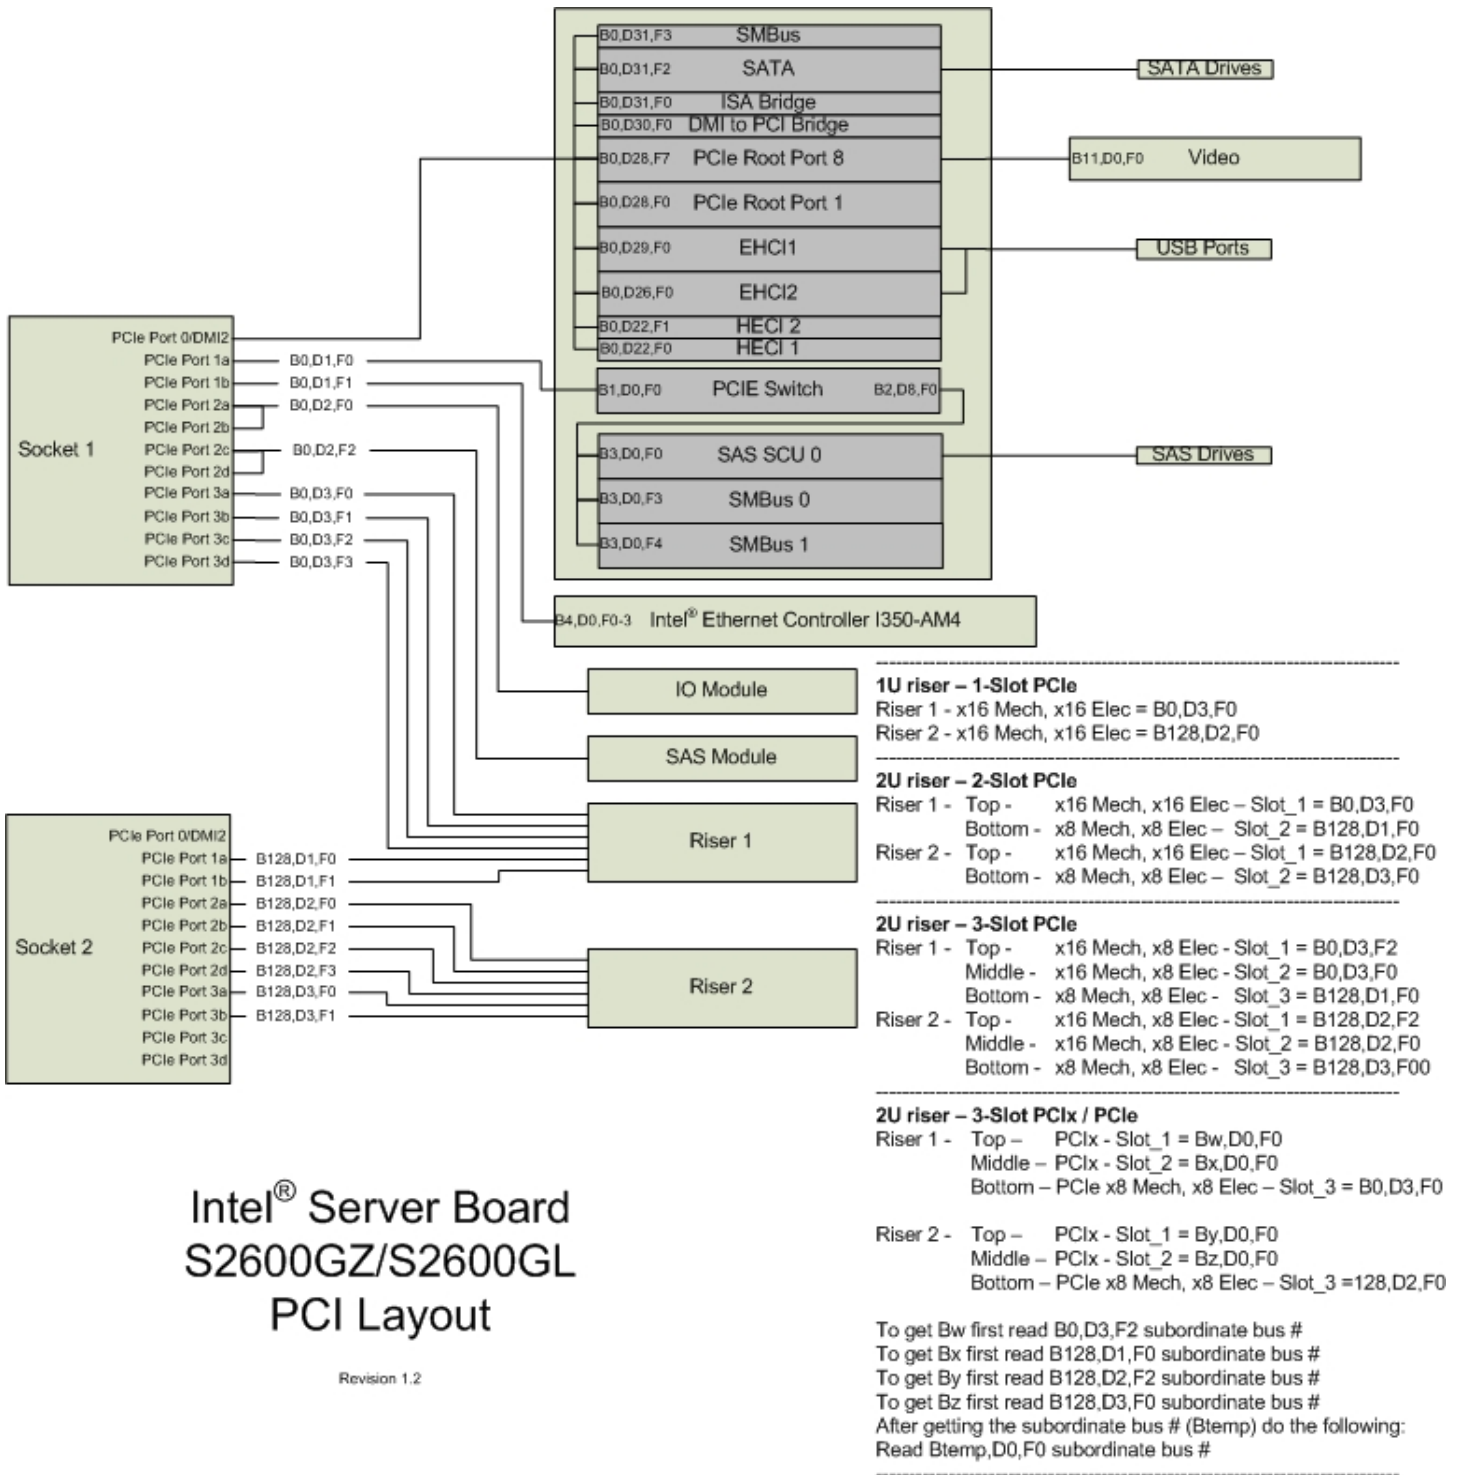 B0,D31,F3 SMBus
B0,D31,F2 SATA
SATA Drives
B0,D31,F0 ISA Bridge
B0,D30,F0 DMI to PCI Bridge
B0,D28,F7 PCIe Root Port 8
B11,D0,F0 Video
B0,D28,F0 PCIe Root Port 1
B0,D29,F0 EHCI1
USB Ports
B0,D26,F0 EHCI2
B0,D22,F1 HECI 2
B0,D22,F0 HECI 1
B1,D0,F0 PCIE Switch B2,D8,F0
B3,D0,F0 SAS SCU 0
SAS Drives
B3,D0,F3 SMBus 0
B3,D0,F4 SMBus 1
B4,D0,F0-3 Intel® Ethernet Controller I350-AM4
IO Module
SAS Module
Riser 1
Riser 2
Socket 1
PCIe Port 0/DMI2
PCIe Port 1a B0,D1,F0
PCIe Port 1b B0,D1,F1
PCIe Port 2a B0,D2,F0
PCIe Port 2b
PCIe Port 2c B0,D2,F2
PCIe Port 2d
PCIe Port 3a B0,D3,F0
PCIe Port 3b B0,D3,F1
PCIe Port 3c B0,D3,F2
PCIe Port 3d B0,D3,F3
Socket 2
PCIe Port 0/DMI2
PCIe Port 1a B128,D1,F0
PCIe Port 1b B128,D1,F1
PCIe Port 2a B128,D2,F0
PCIe Port 2b B128,D2,F1
PCIe Port 2c B128,D2,F2
PCIe Port 2d B128,D2,F3
PCIe Port 3a B128,D3,F0
PCIe Port 3b B128,D3,F1
PCIe Port 3c
PCIe Port 3d
1U riser – 1-Slot PCIe
Riser 1 - x16 Mech, x16 Elec = B0,D3,F0
Riser 2 - x16 Mech, x16 Elec = B128,D2,F0
2U riser – 2-Slot PCIe
Riser 1 - Top - x16 Mech, x16 Elec – Slot_1 = B0,D3,F0
Bottom - x8 Mech, x8 Elec – Slot_2 = B128,D1,F0
Riser 2 - Top - x16 Mech, x16 Elec – Slot_1 = B128,D2,F0
Bottom - x8 Mech, x8 Elec – Slot_2 = B128,D3,F0
2U riser – 3-Slot PCIe
Riser 1 - Top - x16 Mech, x8 Elec - Slot_1 = B0,D3,F2
Middle - x16 Mech, x8 Elec - Slot_2 = B0,D3,F0
Bottom - x8 Mech, x8 Elec - Slot_3 = B128,D1,F0
Riser 2 - Top - x16 Mech, x8 Elec - Slot_1 = B128,D2,F2
Middle - x16 Mech, x8 Elec - Slot_2 = B128,D2,F0
Bottom - x8 Mech, x8 Elec - Slot_3 = B128,D3,F00
2U riser – 3-Slot PCIx / PCIe
Riser 1 - Top – PCIx - Slot_1 = Bw,D0,F0
Middle – PCIx - Slot_2 = Bx,D0,F0
Bottom – PCIe x8 Mech, x8 Elec – Slot_3 = B0,D3,F0
Riser 2 - Top – PCIx - Slot_1 = By,D0,F0
Middle – PCIx - Slot_2 = Bz,D0,F0
Bottom – PCIe x8 Mech, x8 Elec – Slot_3 =128,D2,F0
To get Bw first read B0,D3,F2 subordinate bus #
To get Bx first read B128,D1,F0 subordinate bus #
To get By first read B128,D2,F2 subordinate bus #
To get Bz first read B128,D3,F0 subordinate bus #
After getting the subordinate bus # (Btemp) do the following:
Read Btemp,D0,F0 subordinate bus #
Intel® Server Board
S2600GZ/S2600GL
PCI Layout
Revision 1.2